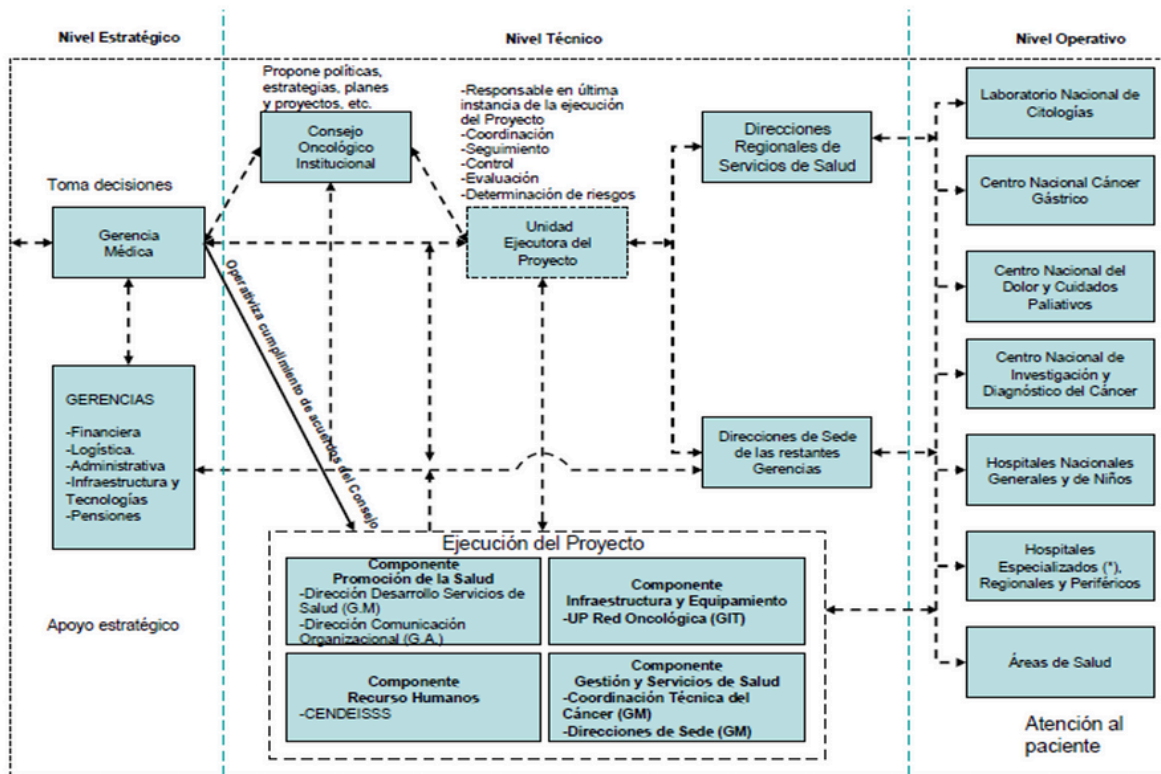 Nivel Estratégico
Nivel Técnico
Nivel Operativo
Propone políticas,
estrategias, planes
y proyectos, etc.
Consejo
Oncológico
Institucional
-Responsable en última
instancia de la ejecución
del Proyecto
-Coordinación
-Seguimiento
-Control
-Evaluación
-Determinación de riesgos
Unidad
Ejecutora del
Proyecto
Direcciones
Regionales de
Servicios de Salud
Toma decisiones
Gerencia
Médica
GERENCIAS
-Financiera
-Logística.
-Administrativa
-Infraestructura y
Tecnologías
-Pensiones
Apoyo estratégico
Operativiza cumplimiento de acuerdos del Consejo
Direcciones de Sede
de las restantes
Gerencias
Ejecución del Proyecto
Componente
Promoción de la Salud
-Dirección Desarrollo Servicios de
Salud (G.M)
-Dirección Comunicación
Organizacional (G.A.)
Componente
Infraestructura y Equipamiento
-UP Red Oncológica (GIT)
Componente
Recurso Humanos
-CENDEISSS
Componente
Gestión y Servicios de Salud
-Coordinación Técnica del
Cáncer (GM)
-Direcciones de Sede (GM)
Laboratorio Nacional de
Citologías
Centro Nacional Cáncer
Gástrico
Centro Nacional del
Dolor y Cuidados
Paliativos
Centro Nacional de
Investigación y
Diagnóstico del Cáncer
Hospitales Nacionales
Generales y de Niños
Hospitales
Especializados (*),
Regionales y Periféricos
Áreas de Salud
Atención al
paciente